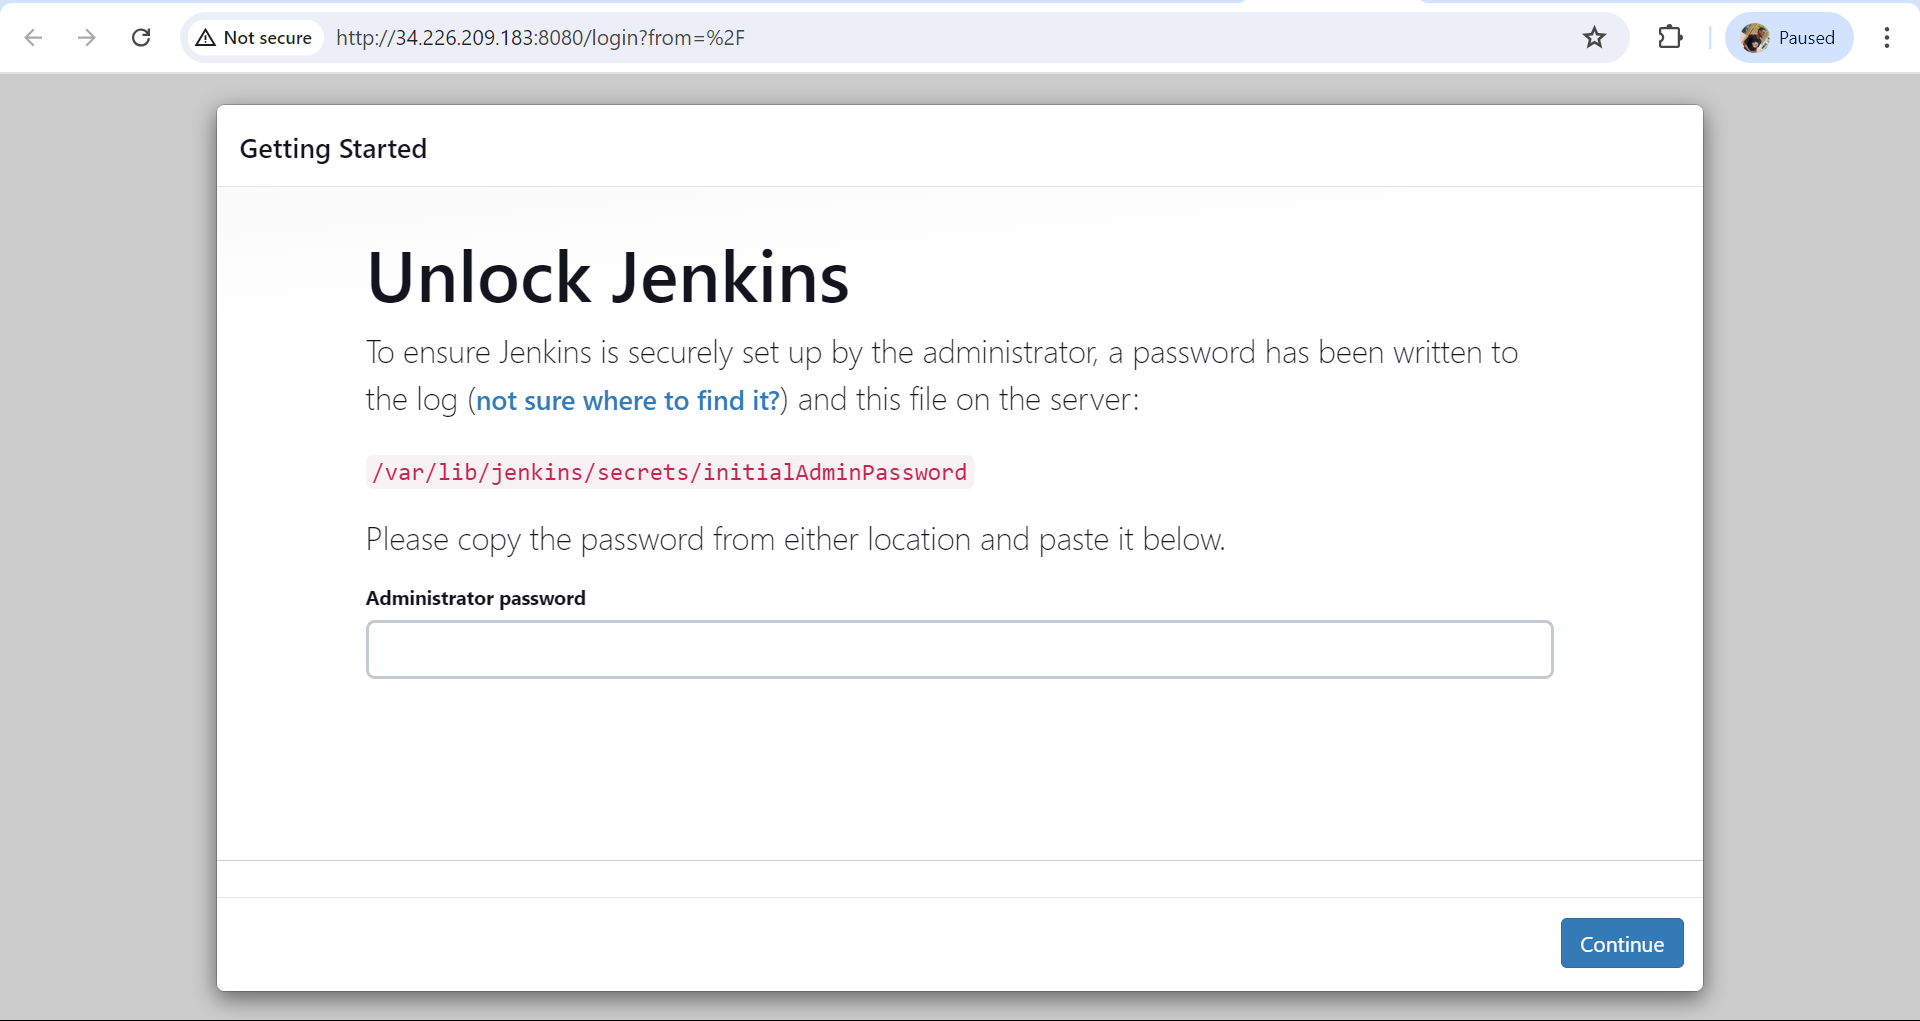 Not secure http://34.226.209.183:8080/login?from=%2F Paused
Getting Started
Unlock Jenkins
To ensure Jenkins is securely set up by the administrator, a password has been written to
the log (not sure where to find it?) and this file on the server:
/var/lib/jenkins/secrets/initialAdminPassword
Please copy the password from either location and paste it below.
Administrator password
Continue